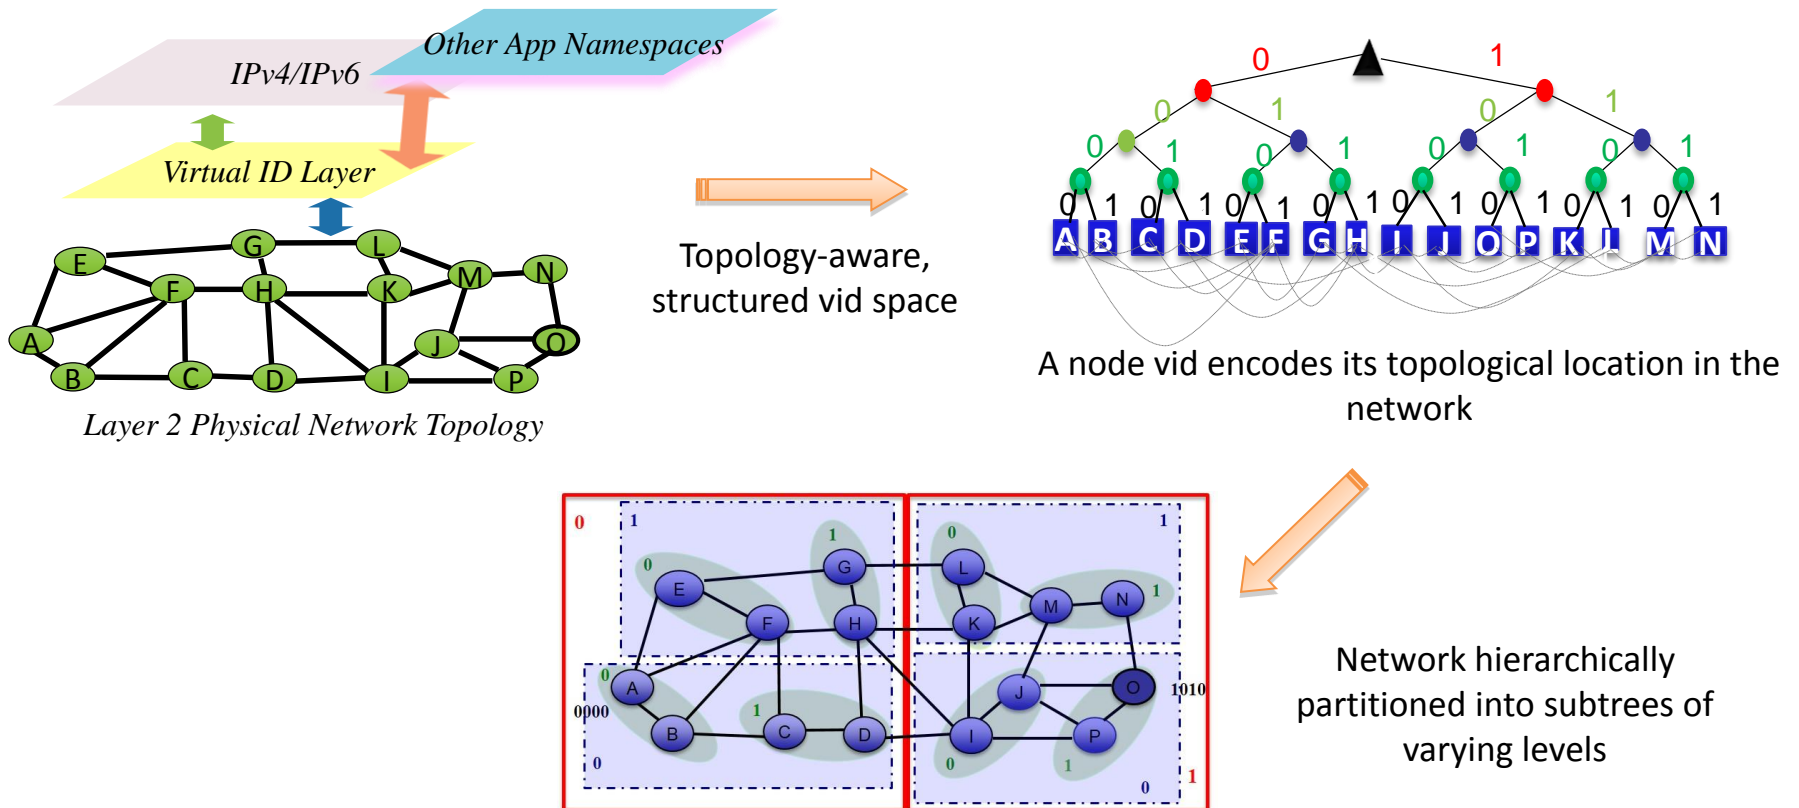 Other App Namespaces
IPv4/IPv6
Virtual ID Layer
E G L M N
F H K
A J O
B C D I P
Layer 2 Physical Network Topology
Topology-aware,
structured vid space
0 1
0 1 0 1
0 1 0 1 0 1 0 1
0 1 0 1 0 1 0 1 0 1 0 1 0 1 0 1
A B C D E F G H I J O P K L M N
A node vid encodes its topological location in the
network
0 1 1
1 0
0 G L
E M N 1
F H K
0 A J O 1010
0000 1
B C D I P
0 0 1
0 1
Network hierarchically
partitioned into subtrees of
varying levels